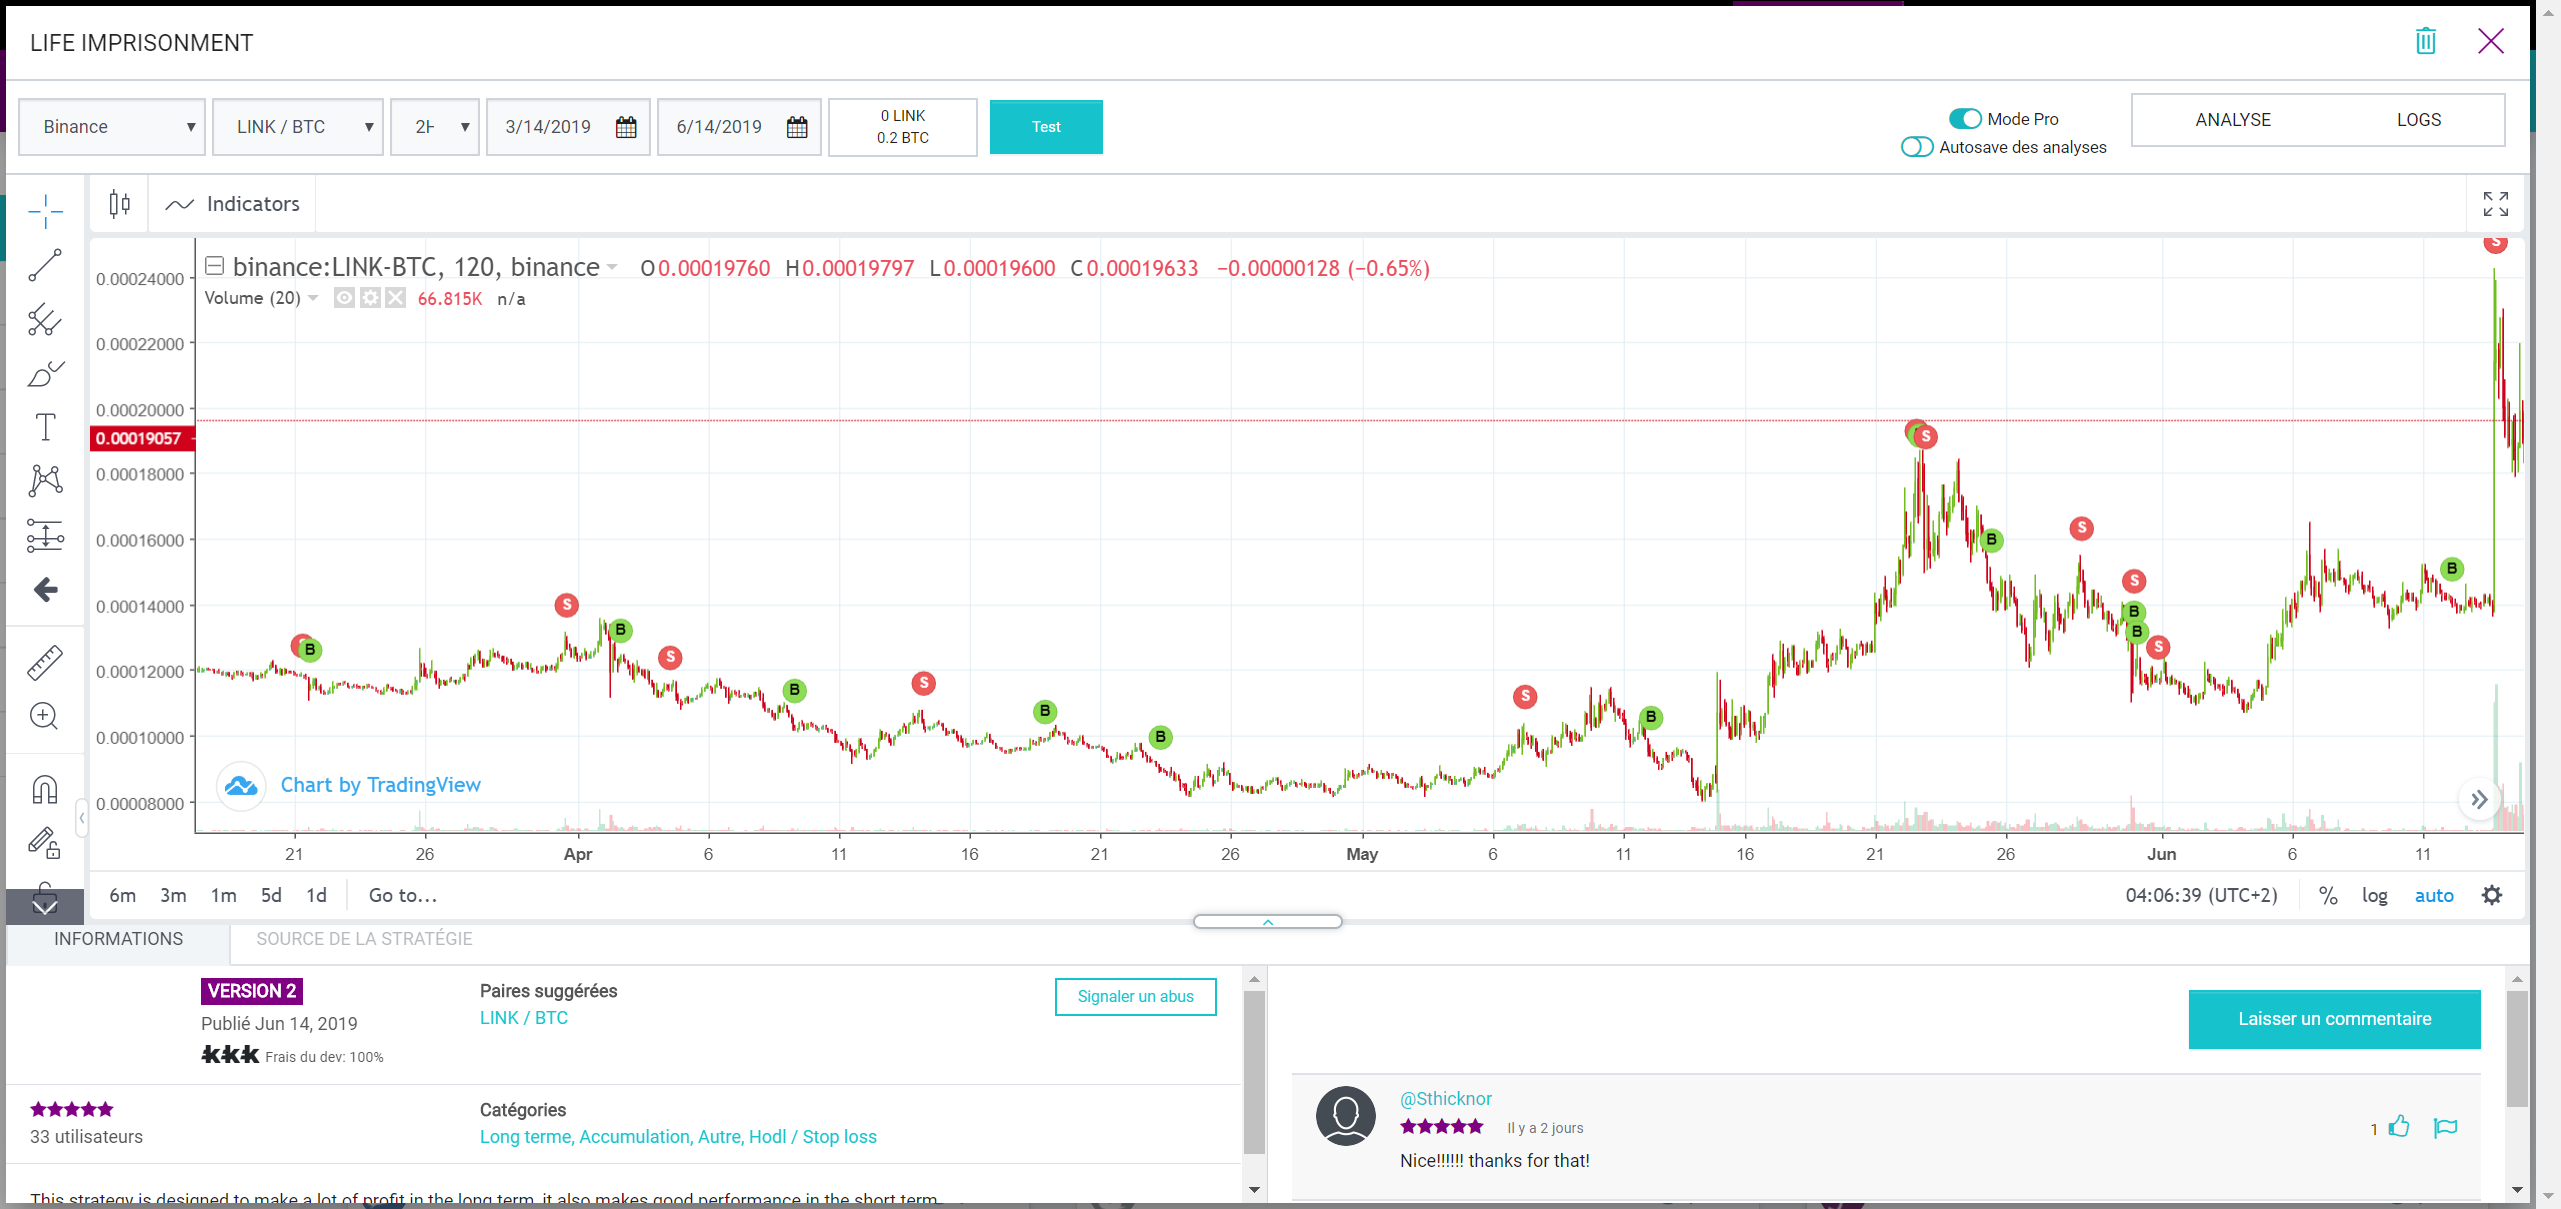 LIFE IMPRISONMENT
Binance
LINK / BTC
3/14/2019
6/14/2019
0 LINK
0.2 BTC
Test
Mode Pro
Autosave des analyses
ANALYSE
LOGS
Indicators
binance:LINK-BTC, 120, binance O 0.00019760 H 0.00019797 L 0.00019600 C 0.00019633 −0.00000128 (−0.65%)
Volume (20) 66.815K n/a
0.00024000
0.00022000
0.00020000
0.00019057
0.00018000
0.00016000
0.00014000
0.00012000
0.00010000
0.00008000
S
S
S
B
S
B
S
S
B
B
S
B
S
B
S
B
S
B
B
B
B
Chart by TradingView
21 26 Apr 6 11 16 21 26 May 6 11 16 21 26 Jun 6 11
6m 3m 1m 5d 1d Go to...
04:06:39 (UTC+2) % log auto
INFORMATIONS
SOURCE DE LA STRATÉGIE
VERSION 2
Publié Jun 14, 2019
Frais du dev: 100%
Paires suggérées
LINK / BTC
Signaler un abus
33 utilisateurs
Catégories
Long terme, Accumulation, Autre, Hodl / Stop loss
This strategy is designed to make a lot of profit in the long term, it also makes good performance in the short term.
Laisser un commentaire
@Sthicknor
Il y a 2 jours
Nice!!!!!! thanks for that!
1